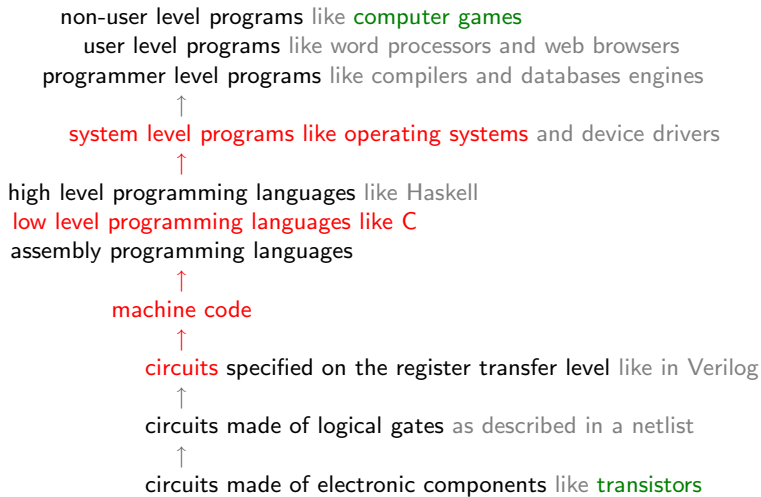 non-user level programs like computer games
user level programs like word processors and web browsers
programmer level programs like compilers and databases engines
↑
system level programs like operating systems and device drivers
↑
high level programming languages like Haskell
low level programming languages like C
assembly programming languages
↑
machine code
↑
circuits specified on the register transfer level like in Verilog
↑
circuits made of logical gates as described in a netlist
↑
circuits made of electronic components like transistors